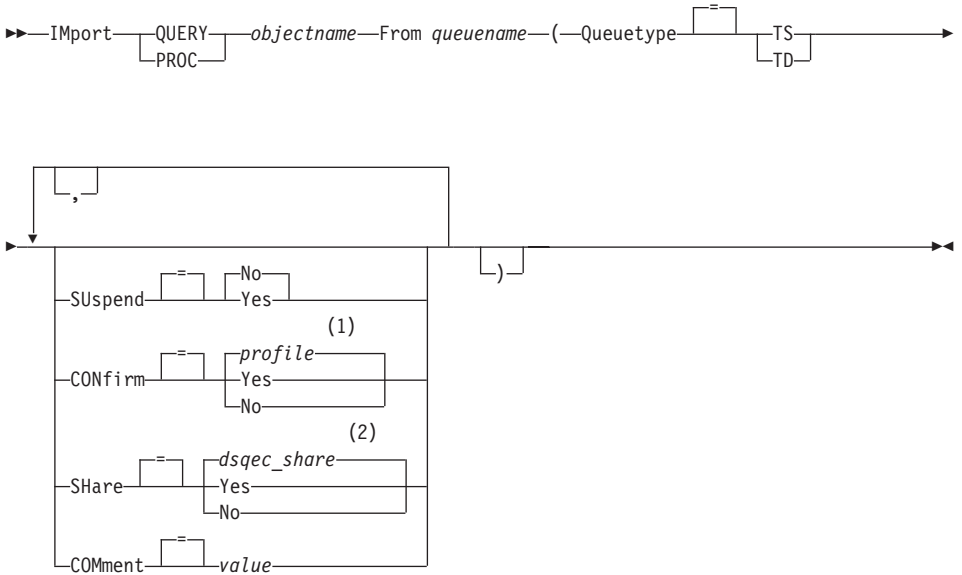 =
IMport QUERY objectname From queuename ( Queuetype TS
PROC TD
,
)
= No
SUspend Yes
(1)
= profile
CONfirm Yes
No
(2)
= dsqec_share
SHare Yes
No
=
COMment value